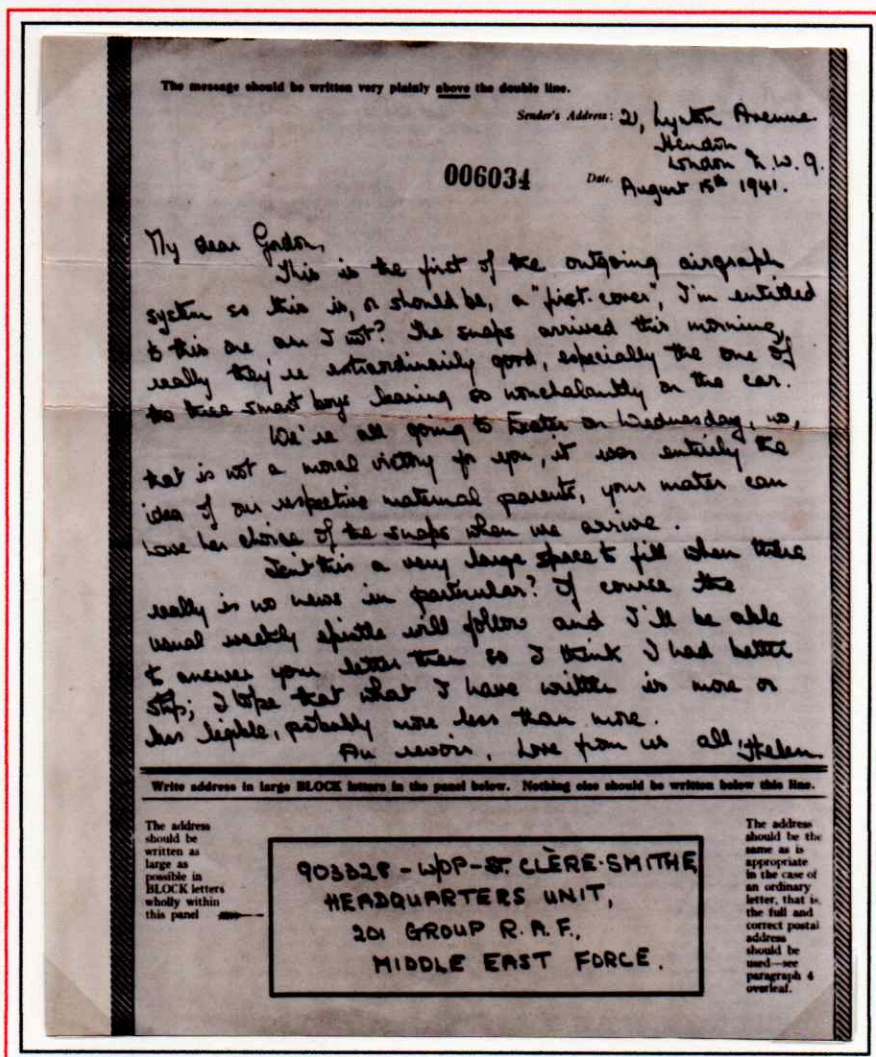 The message should be written very plainly above the double line.
Sender's Address: 21, Lynton Avenue
Hendon
London N.W.9.
006034
Date. August 15th 1941.
My dear Gordon,
This is the first of the outgoing airgraph
system so this is, or should be, a "first-cover", I'm entitled
to this one am I not? The snaps arrived this morning,
really they're extraordinarily good, especially the one of
the three smart boys leaning so nonchalantly on the car.
We're all going to Exeter on Wednesday, no,
that is not a moral victory for you, it was entirely the
idea of our respective maternal parents, your mater can
have her choice of the snaps when we arrive.
Isn't this a very large space to fill when there
really is no news in particular? Of course the
usual weekly epistle will follow and I'll be able
to answer your letter then so I think I had better
stop; I hope that what I have written is more or
less legible, probably more less than more.
Au revoir, Love from us all, Helen
Write address in large BLOCK letters in the panel below. Nothing else should be written below this line.
The address
should be
written as
large as
possible in
BLOCK letters
wholly within
this panel
903328-W/OP-ST. CLÈRE-SMITHE,
HEADQUARTERS UNIT,
201 GROUP R.A.F.,
MIDDLE EAST FORCE.
The address
should be the
same as is
appropriate
in the case of
an ordinary
letter, that is,
the full and
correct postal
address
should be
used—see
paragraph 4
overleaf.